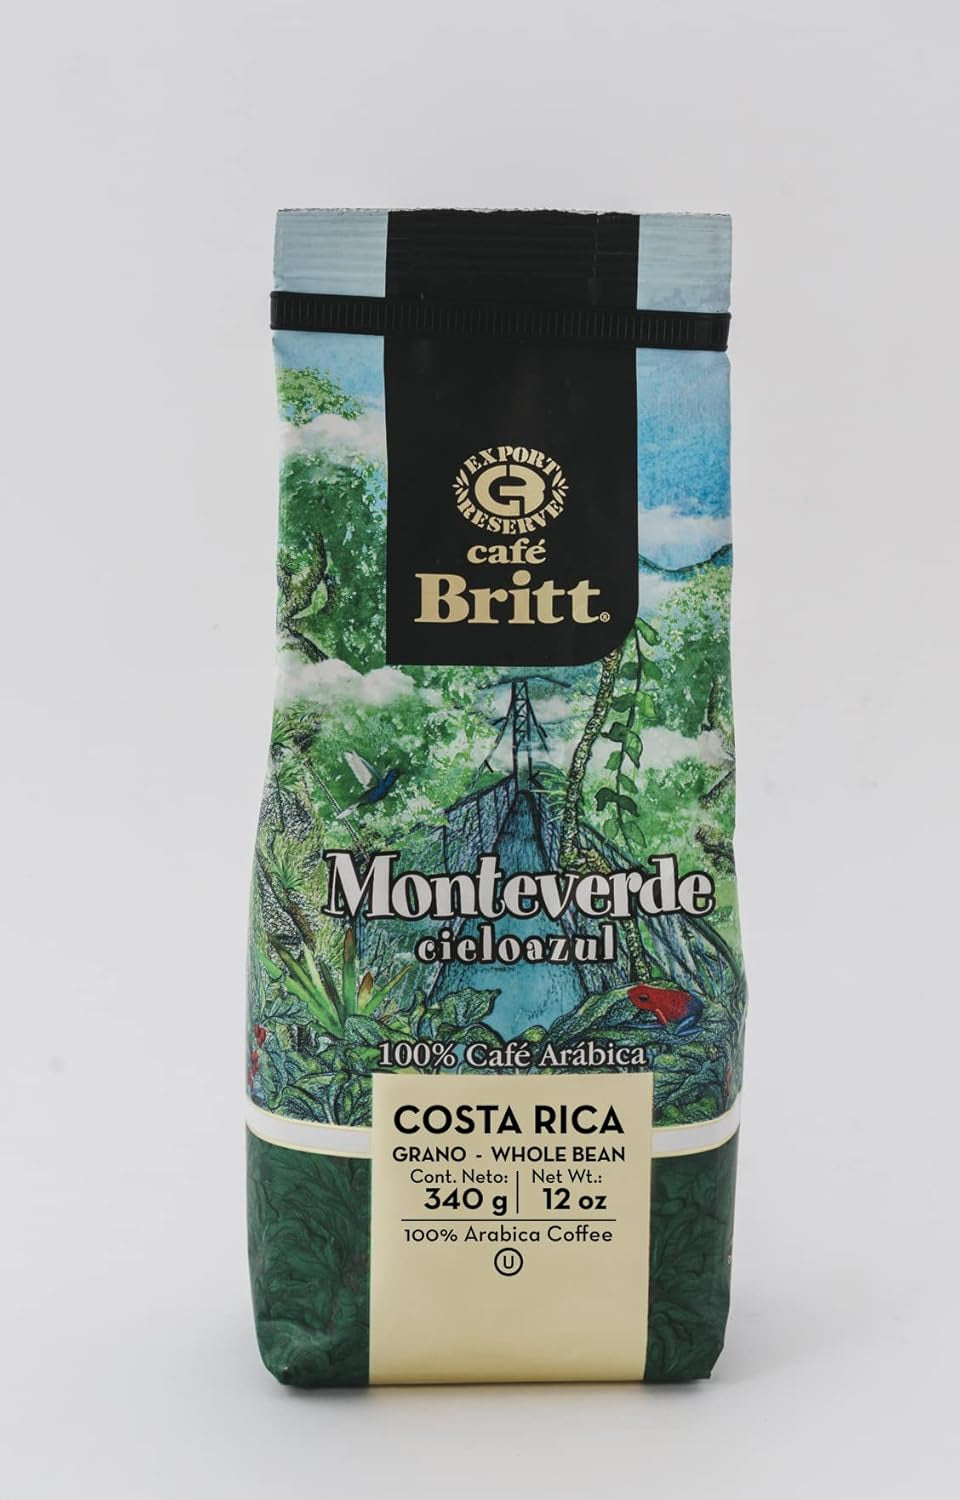 EXPORT
GB
RESERVE
café
Britt®
Monteverde
cieloazul
100% Café Arábica
COSTA RICA
GRANO - WHOLE BEAN
Cont. Neto: | Net Wt.:
340 g | 12 oz
100% Arabica Coffee
U